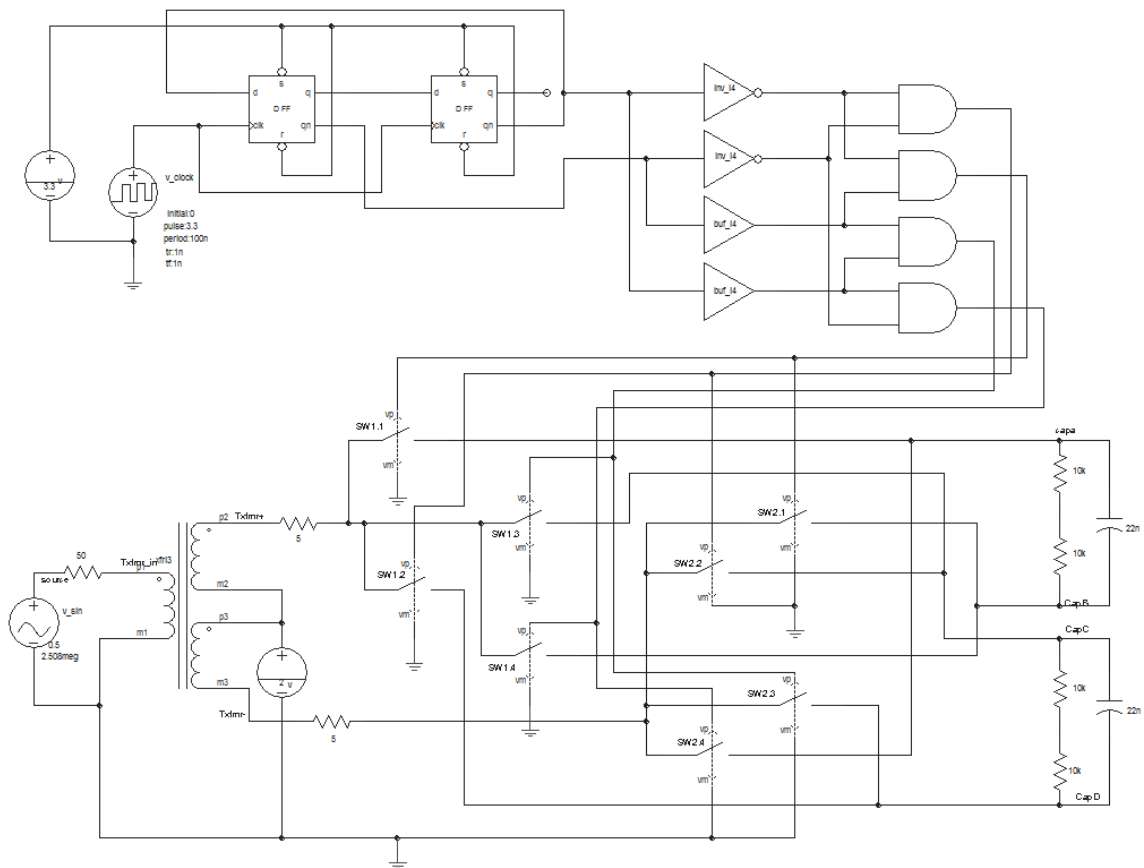 s
s
d
q
d
q
D FF
D FF
clk
qn
clk
qn
r
r
inv_l4
inv_l4
buf_l4
buf_l4
3.3
v
v_clock
initial:0
pulse:3.3
period:100n
tr:1n
tf:1n
vp
SW1.1
vm
capa
10k
22n
10k
CapB
p2
Txfmr+
5
vp
SW1.3
vm
vp
SW2.1
vm
vp
SW2.2
vm
vp
SW1.2
vm
50
source
Txfmr_in
p1
xfrl3
m2
p3
v_sin
0.5
2.508meg
m1
2
v
m3
Txfmr-
5
vp
SW1.4
vm
CapC
10k
22n
10k
CapD
vp
SW2.3
vm
vp
SW2.4
vm